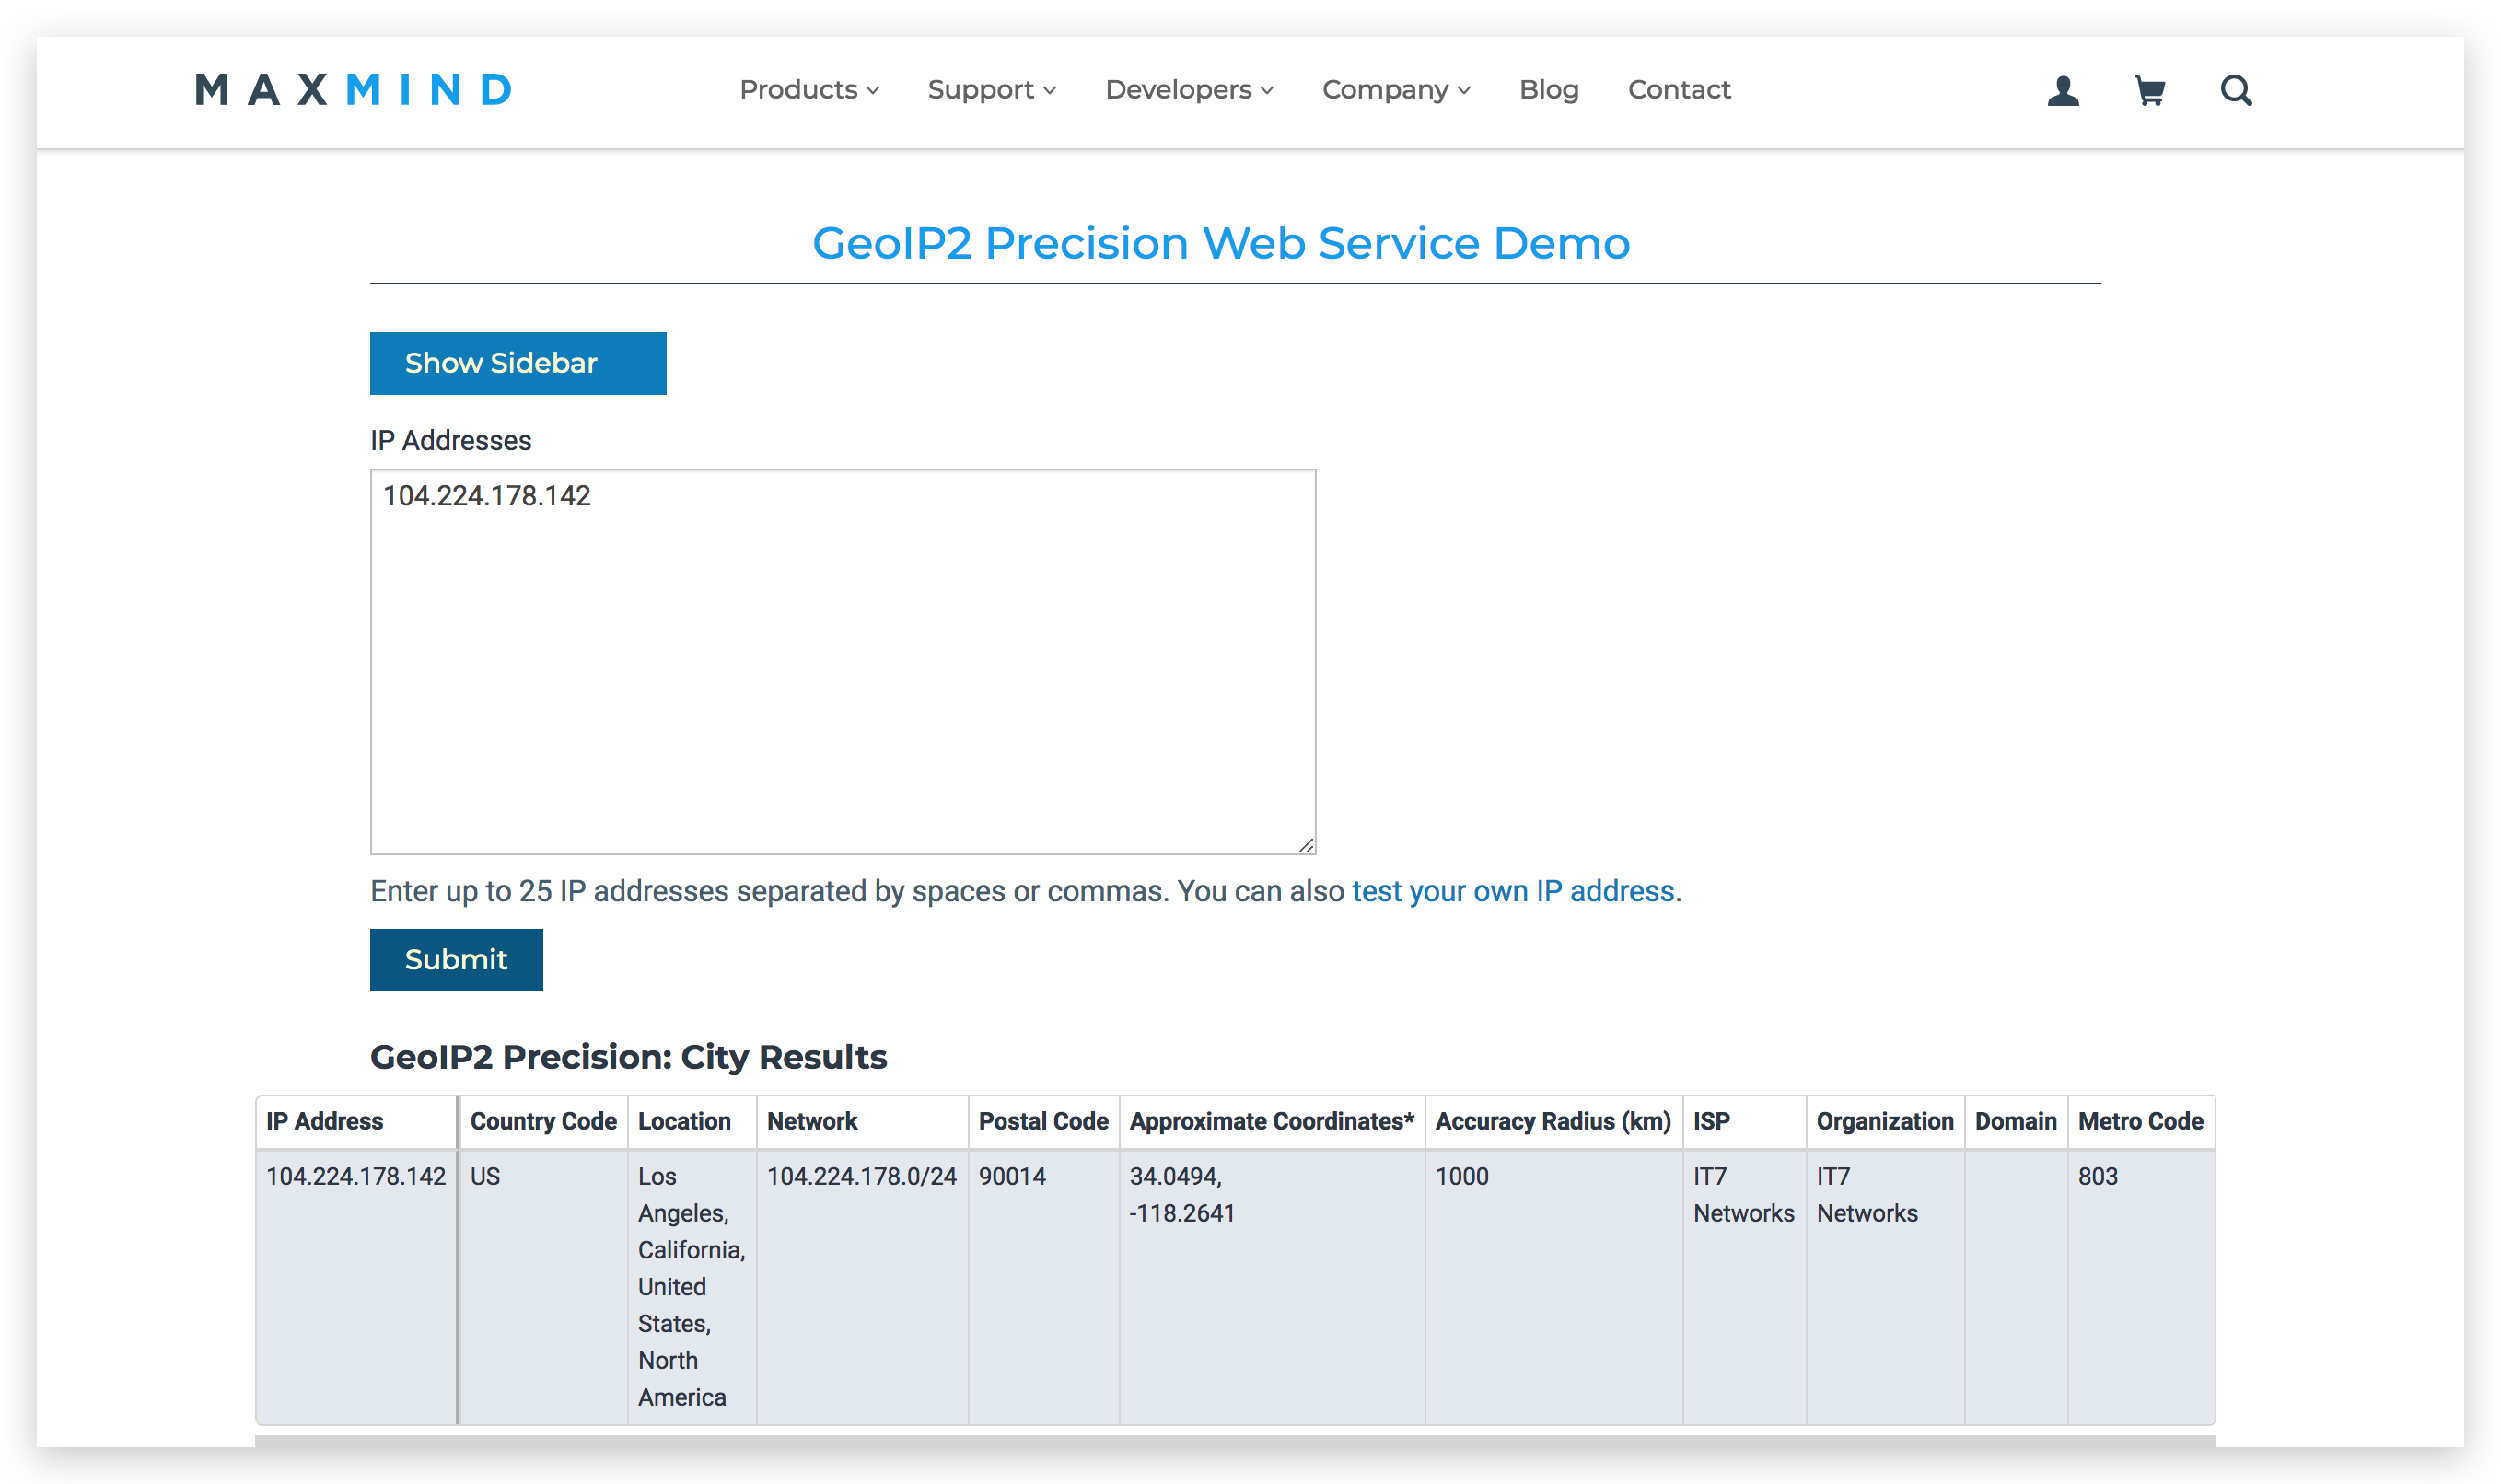 MAXMIND Products Support Developers Company Blog Contact
GeoIP2 Precision Web Service Demo
Show Sidebar
IP Addresses
104.224.178.142
Enter up to 25 IP addresses separated by spaces or commas. You can also test your own IP address.
Submit
GeoIP2 Precision: City Results
IP Address Country Code Location Network Postal Code Approximate Coordinates* Accuracy Radius (km) ISP Organization Domain Metro Code
104.224.178.142 US Los 104.224.178.0/24 90014 34.0494, 1000 IT7 IT7 803
Angeles, -118.2641 Networks Networks
California,
United
States,
North
America